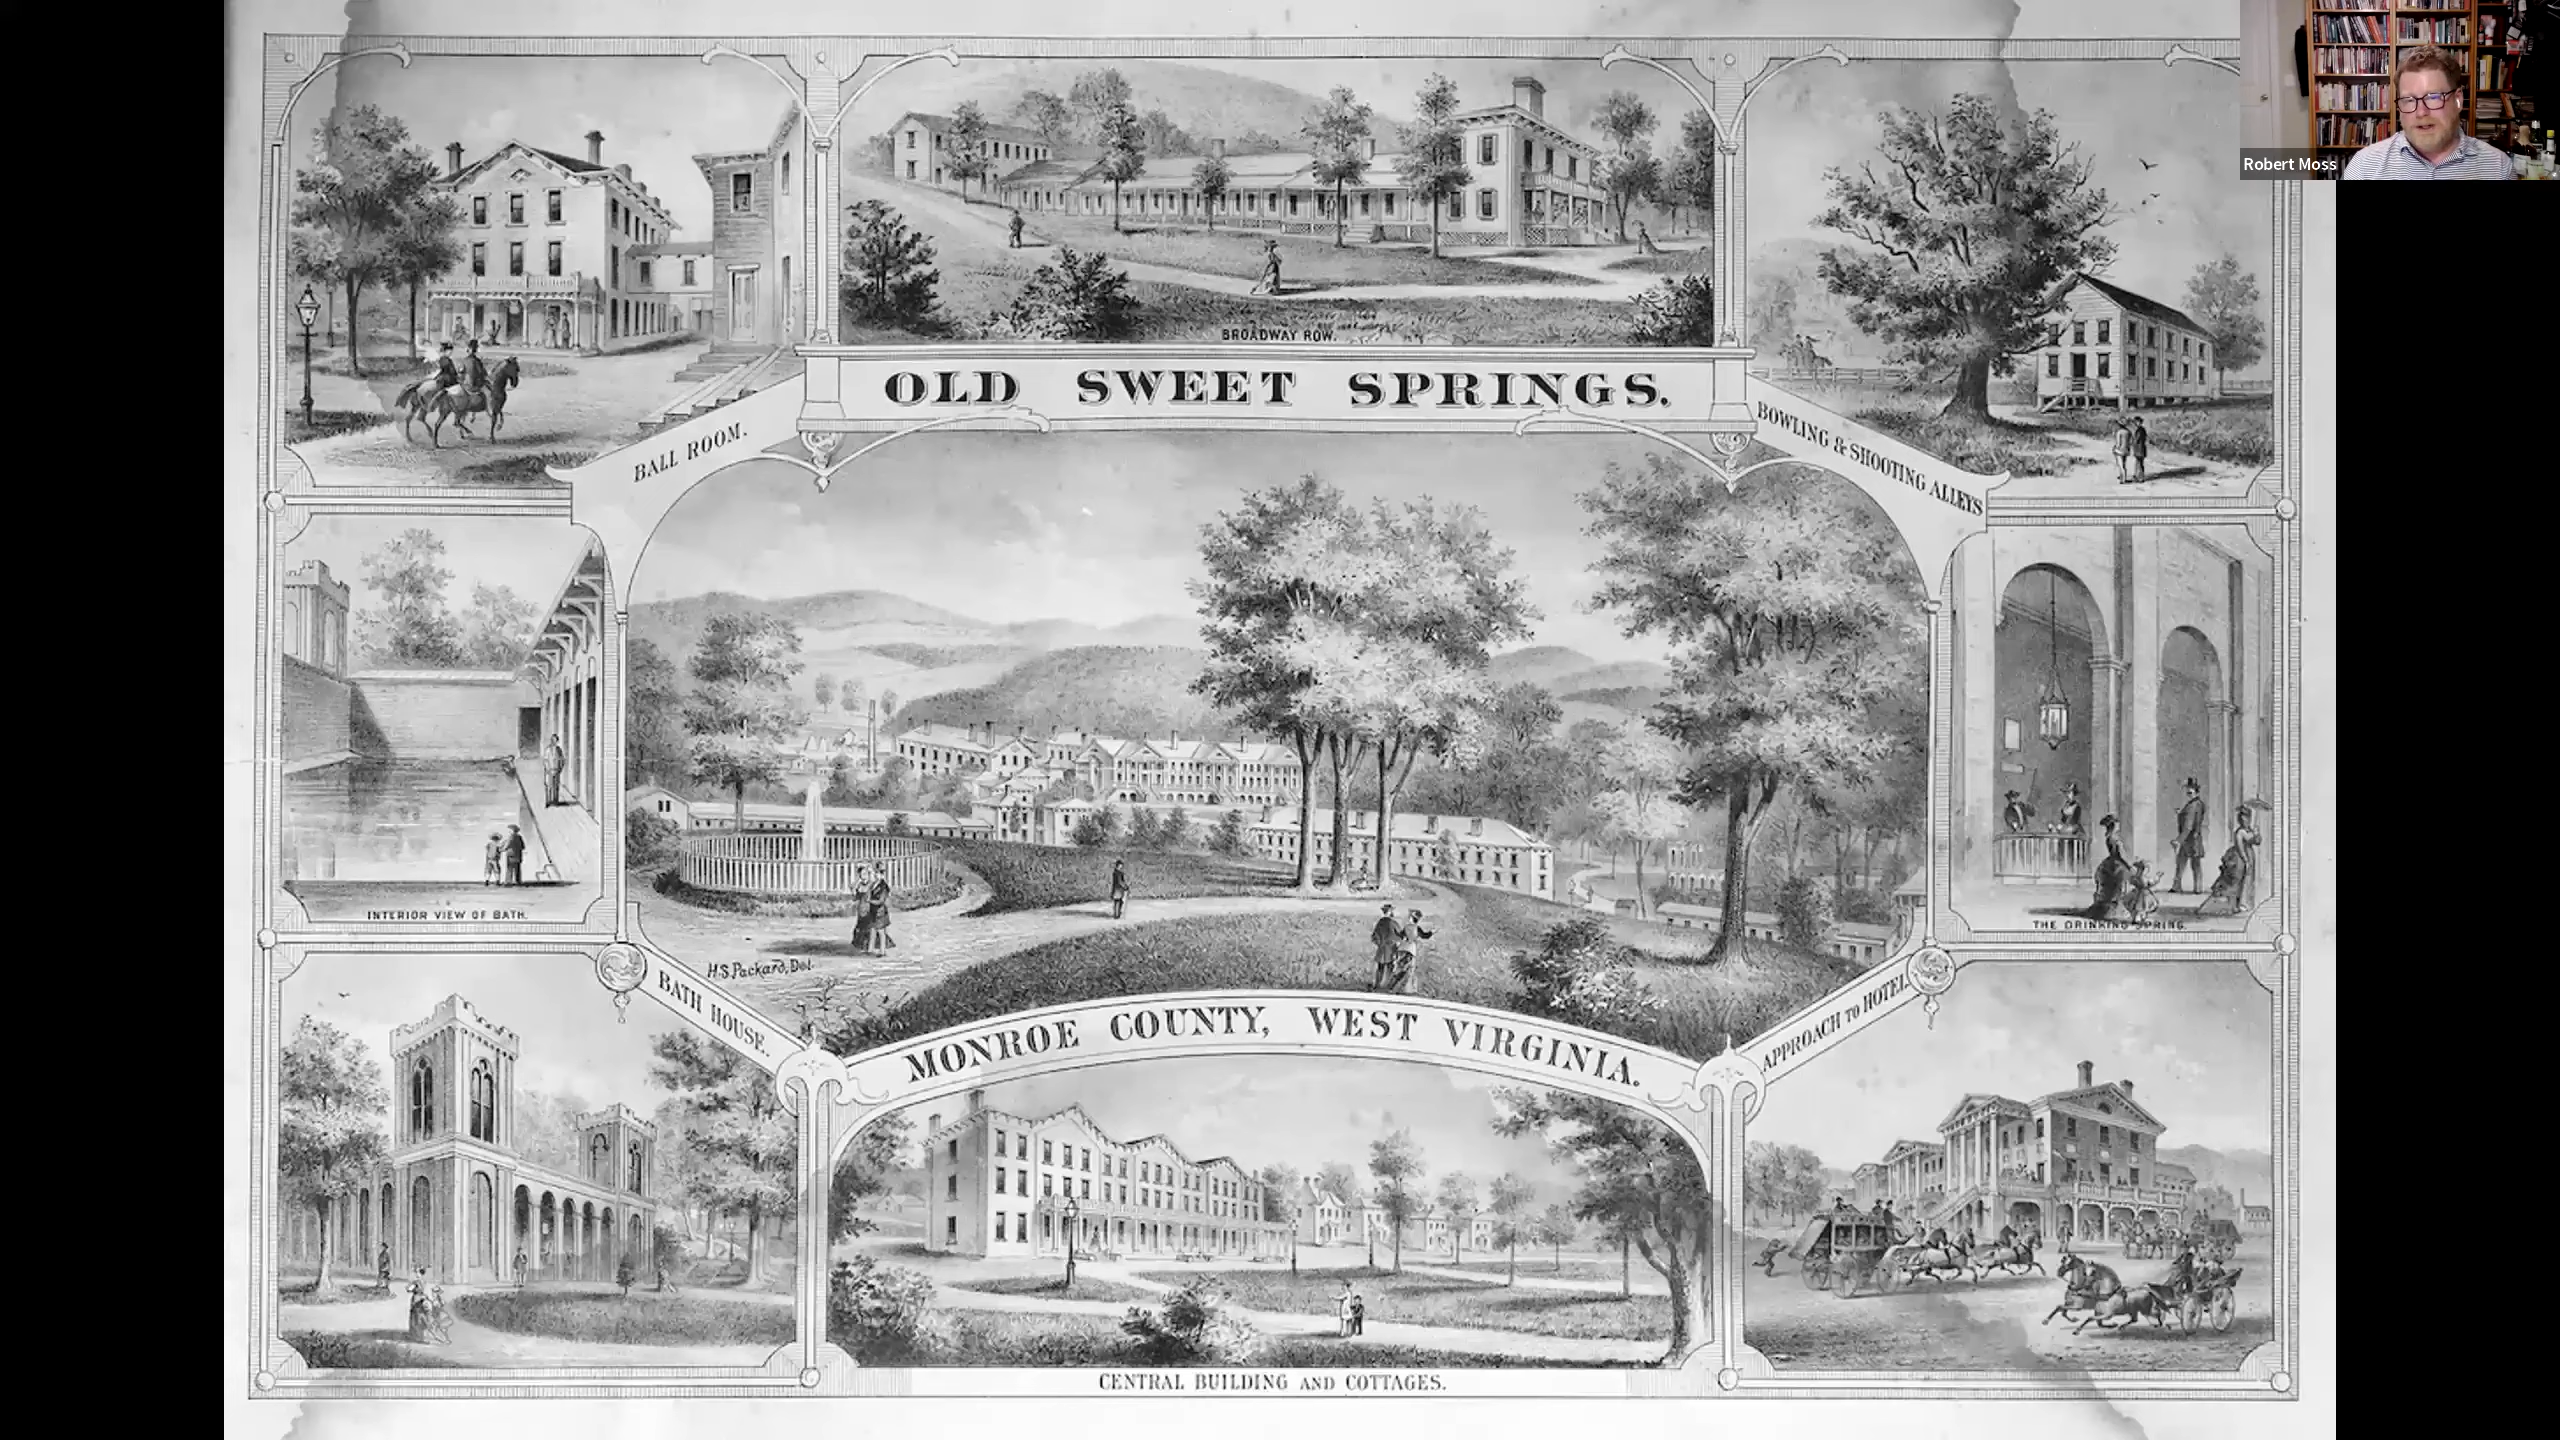 Robert Moss
BROADWAY ROW.
OLD SWEET SPRINGS.
BALL ROOM.
BOWLING & SHOOTING ALLEYS
INTERIOR VIEW OF BATH.
THE DRINKING SPRING.
H.S. Packard, Del.
BATH HOUSE.
MONROE COUNTY, WEST VIRGINIA.
APPROACH TO HOTEL.
CENTRAL BUILDING AND COTTAGES.